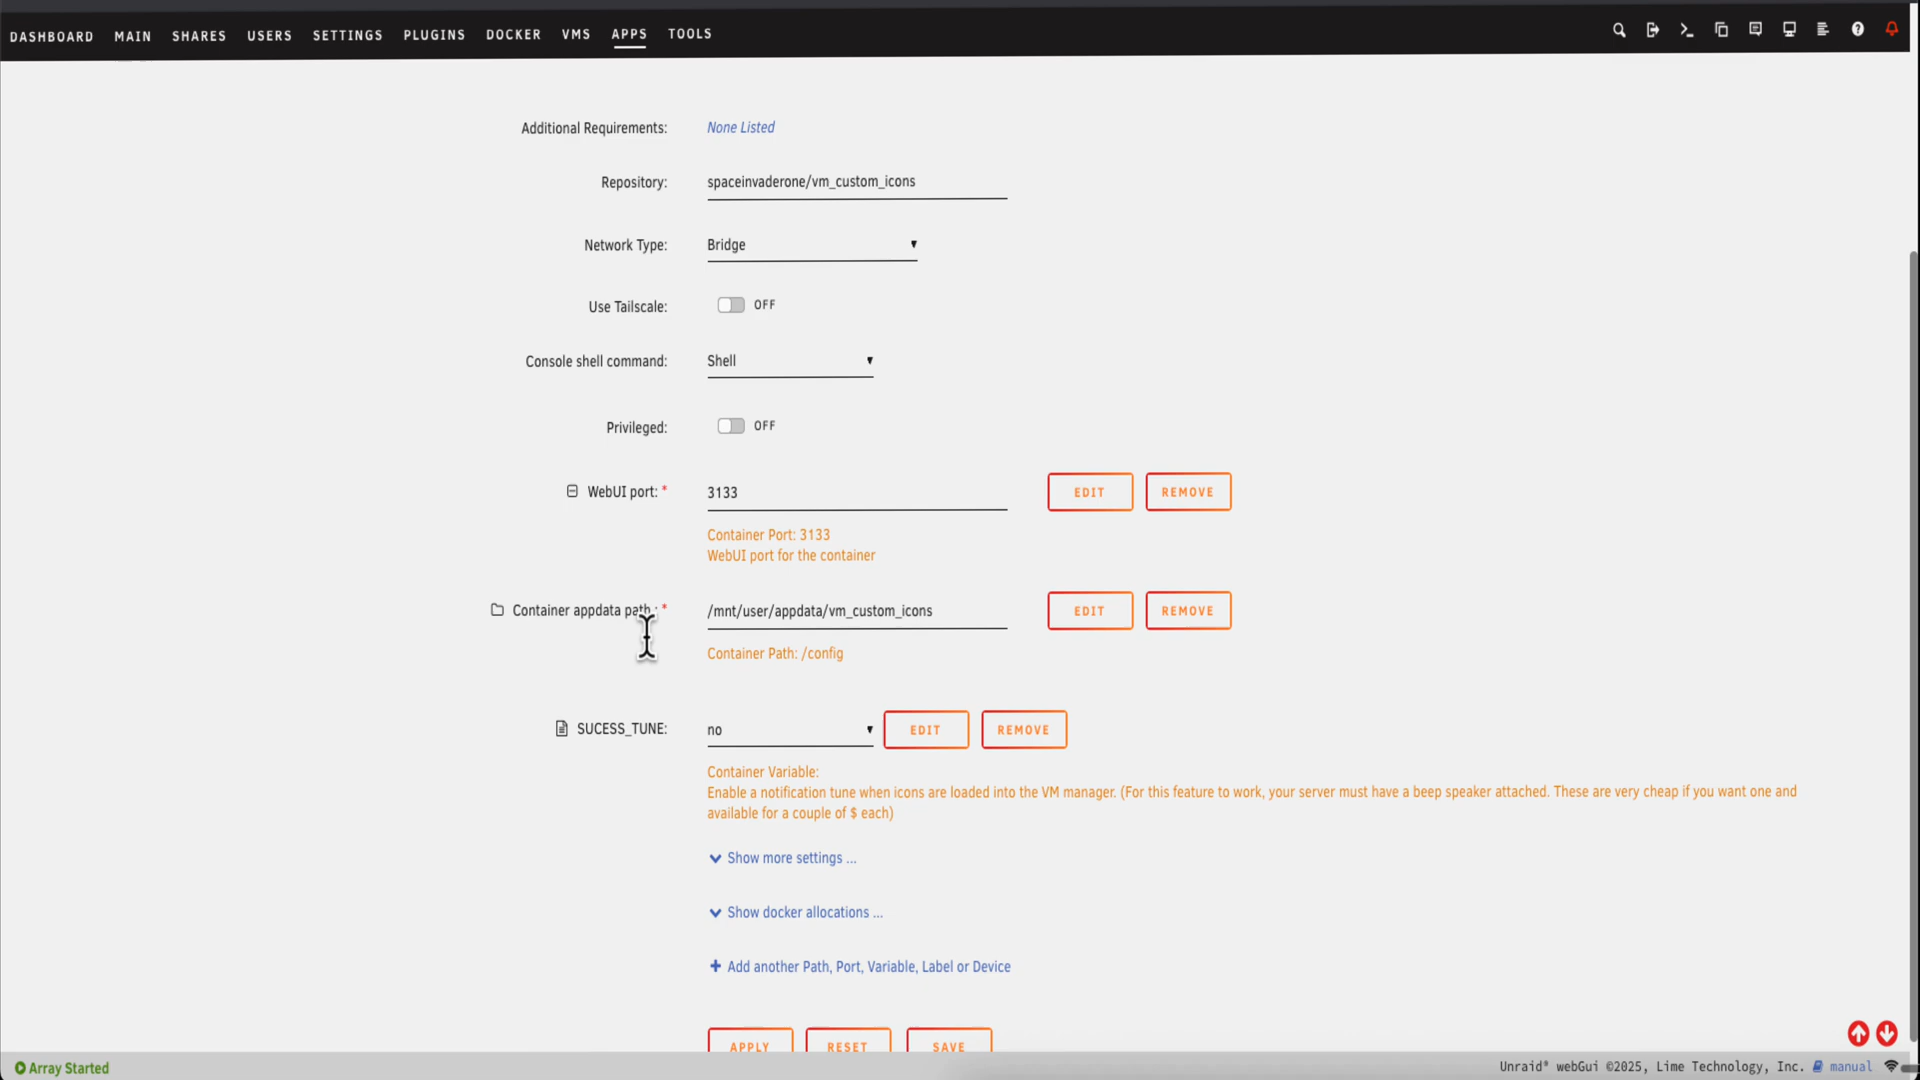 DASHBOARD MAIN SHARES USERS SETTINGS PLUGINS DOCKER VMS APPS TOOLS
Additional Requirements: None Listed
Repository: spaceinvaderone/vm_custom_icons
Network Type: Bridge
Use Tailscale: OFF
Console shell command: Shell
Privileged: OFF
WebUI port: * 3133 EDIT REMOVE
Container Port: 3133
WebUI port for the container
Container appdata path : * /mnt/user/appdata/vm_custom_icons EDIT REMOVE
Container Path: /config
SUCESS_TUNE: no EDIT REMOVE
Container Variable:
Enable a notification tune when icons are loaded into the VM manager. (For this feature to work, your server must have a beep speaker attached. These are very cheap if you want one and
available for a couple of $ each)
Show more settings ...
Show docker allocations ...
Add another Path, Port, Variable, Label or Device
APPLY RESET SAVE
Array Started Unraid® webGui ©2025, Lime Technology, Inc. manual